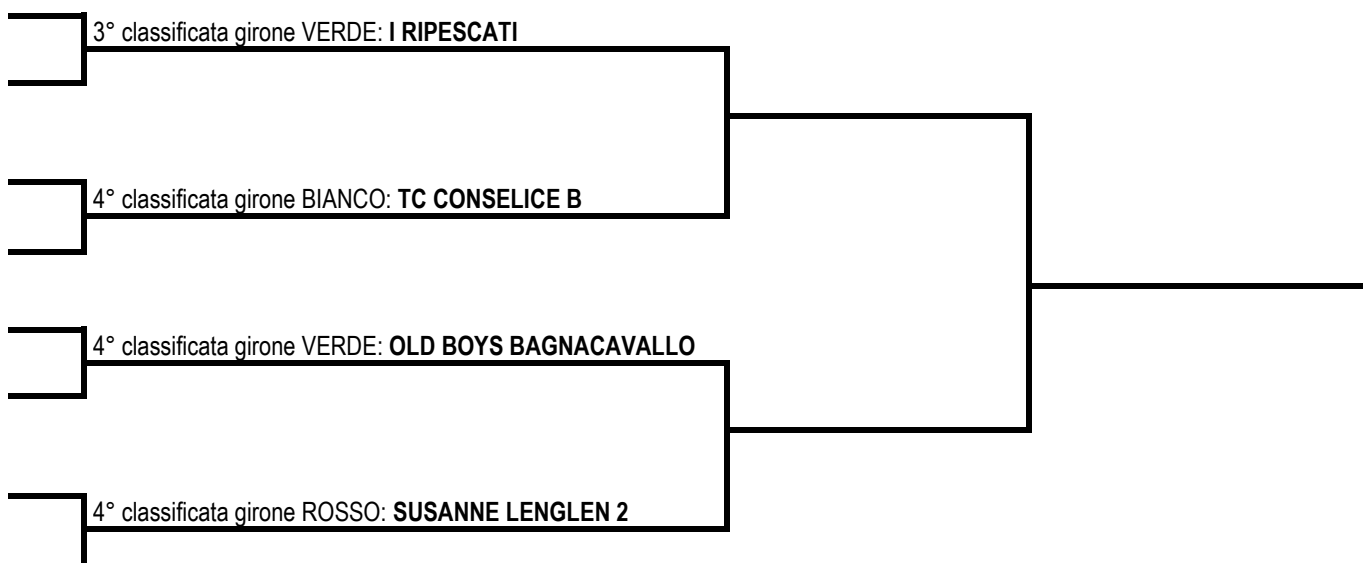 3° classificata girone VERDE: I RIPESCATI
4° classificata girone BIANCO: TC CONSELICE B
4° classificata girone VERDE: OLD BOYS BAGNACAVALLO
4° classificata girone ROSSO: SUSANNE LENGLEN 2